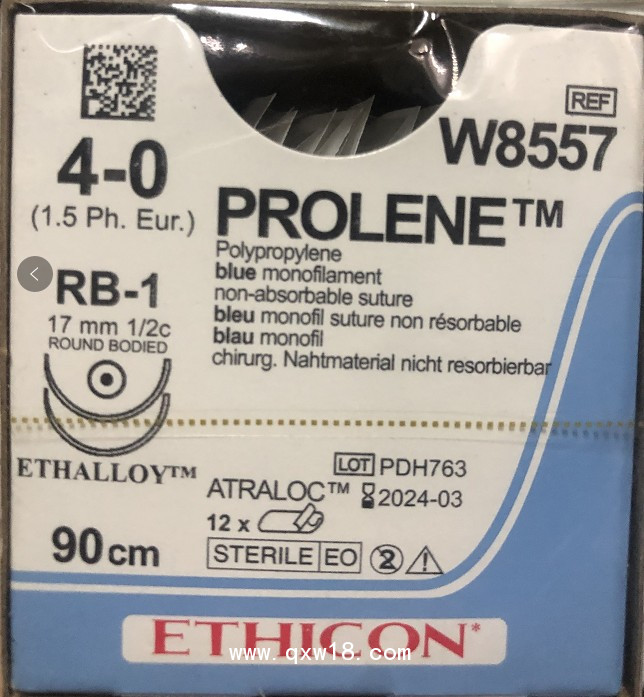 REF
W8557
4-0
(1.5 Ph. Eur.)
PROLENE™
Polypropylene
blue monofilament
non-absorbable suture
bleu monofil suture non résorbable
blau monofil
chirurg. Nahtmaterial nicht resorbierbar
RB-1
17 mm 1/2c
ROUND BODIED
ETHALLOY™
90cm
LOT PDH763
ATRALOC™ 2024-03
12 x
STERILE EO 2
ETHICON*
www.qxw18.com